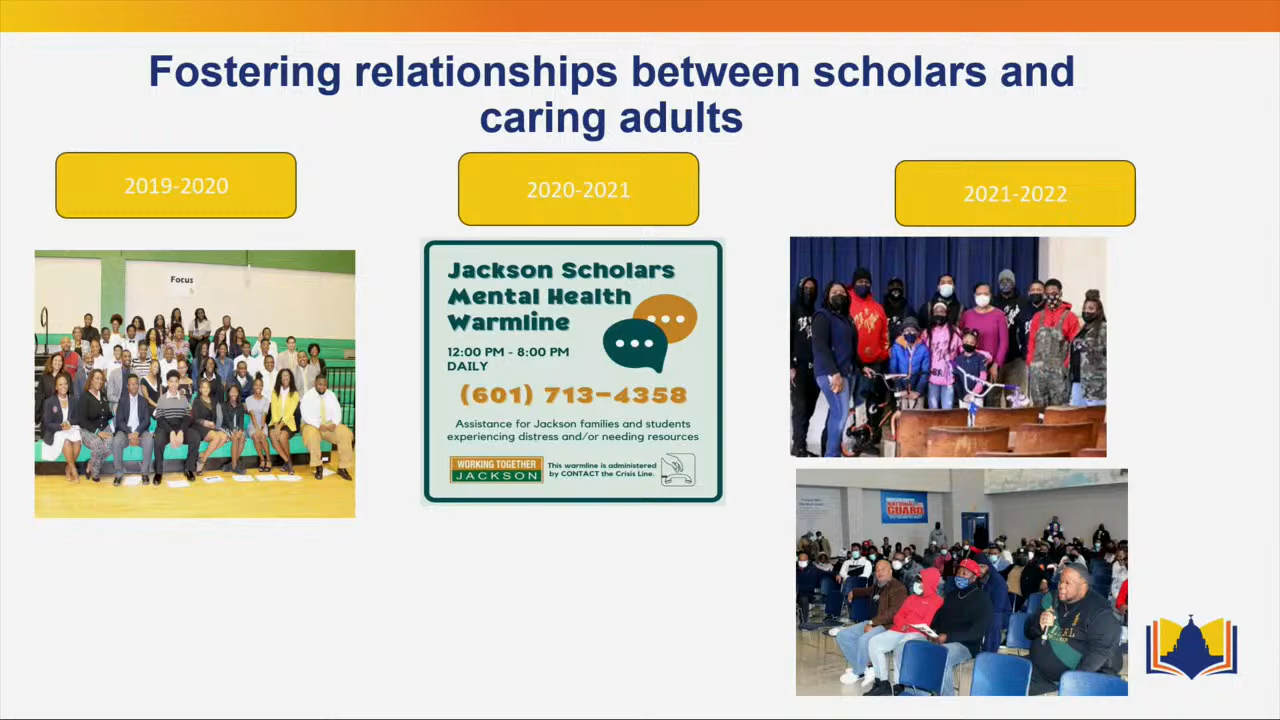 Fostering relationships between scholars and
caring adults
2019-2020
2020-2021
2021-2022
Focus
Jackson Scholars
Mental Health
Warmline
12:00 PM - 8:00 PM
DAILY
(601) 713-4358
Assistance for Jackson families and students
experiencing distress and/or needing resources
WORKING TOGETHER
JACKSON
This warmline is administered
by CONTACT the Crisis Line.
GUARD